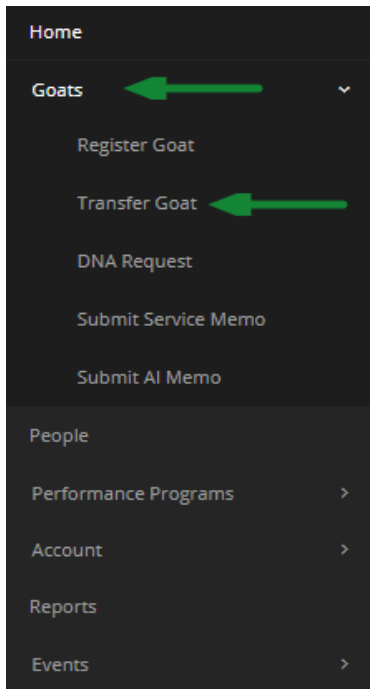 Home
Goats
Register Goat
Transfer Goat
DNA Request
Submit Service Memo
Submit AI Memo
People
Performance Programs
Account
Reports
Events